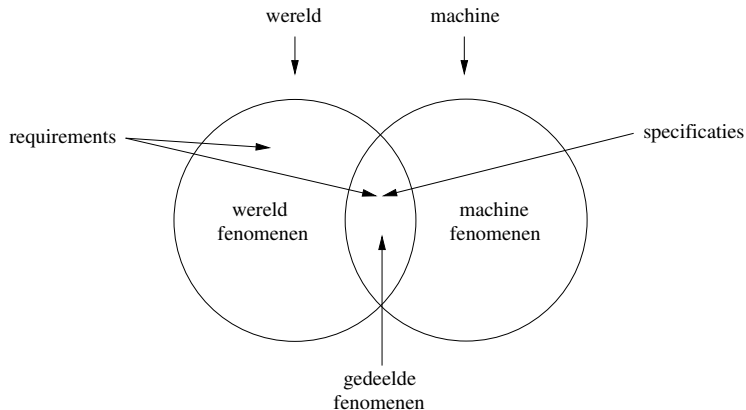 wereld
machine
requirements
specificaties
wereld
fenomenen
machine
fenomenen
gedeelde
fenomenen